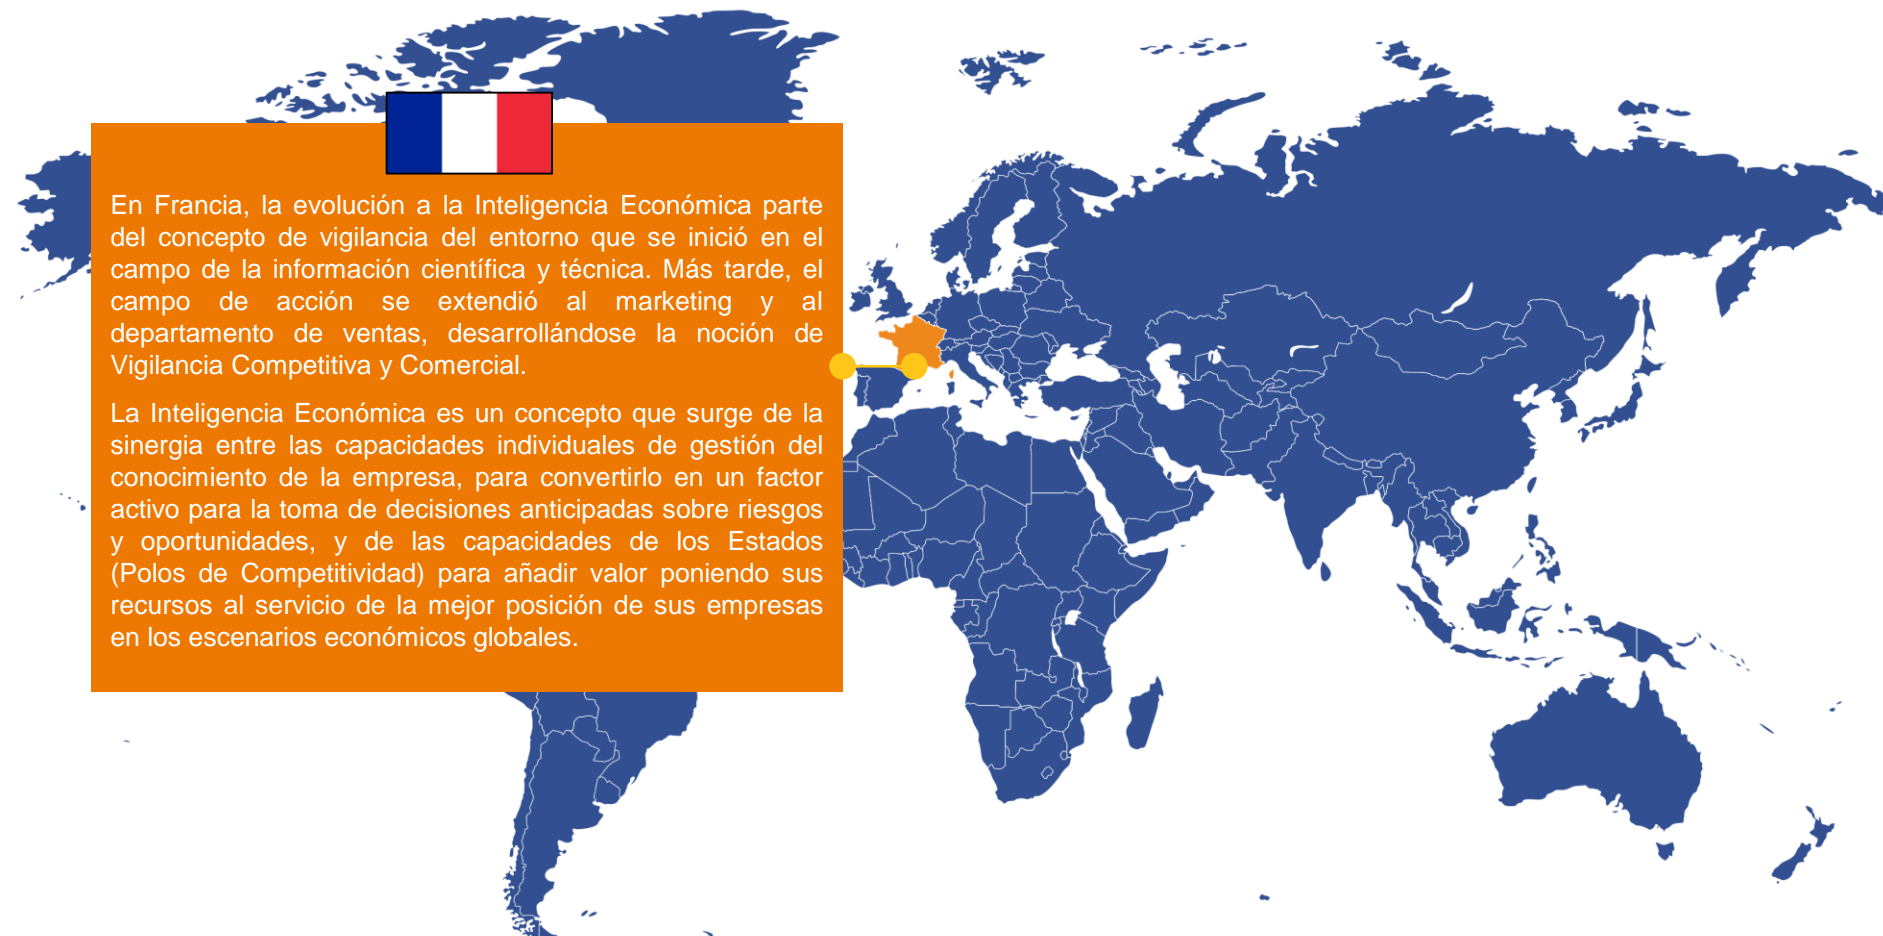 En Francia, la evolución a la Inteligencia Económica parte
del concepto de vigilancia del entorno que se inició en el
campo de la información científica y técnica. Más tarde, el
campo de acción se extendió al marketing y al
departamento de ventas, desarrollándose la noción de
Vigilancia Competitiva y Comercial.
La Inteligencia Económica es un concepto que surge de la
sinergia entre las capacidades individuales de gestión del
conocimiento de la empresa, para convertirlo en un factor
activo para la toma de decisiones anticipadas sobre riesgos
y oportunidades, y de las capacidades de los Estados
(Polos de Competitividad) para añadir valor poniendo sus
recursos al servicio de la mejor posición de sus empresas
en los escenarios económicos globales.